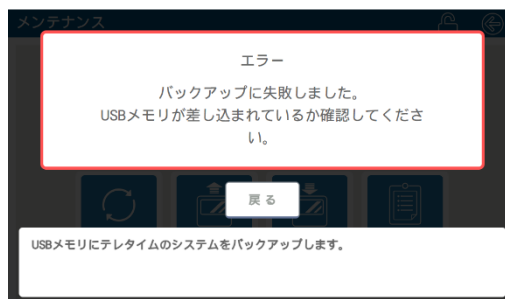 メンテナンス
エラー
バックアップに失敗しました。
USBメモリが差し込まれているか確認してくださ
い。
戻る
USBメモリにテレタイムのシステムをバックアップします。